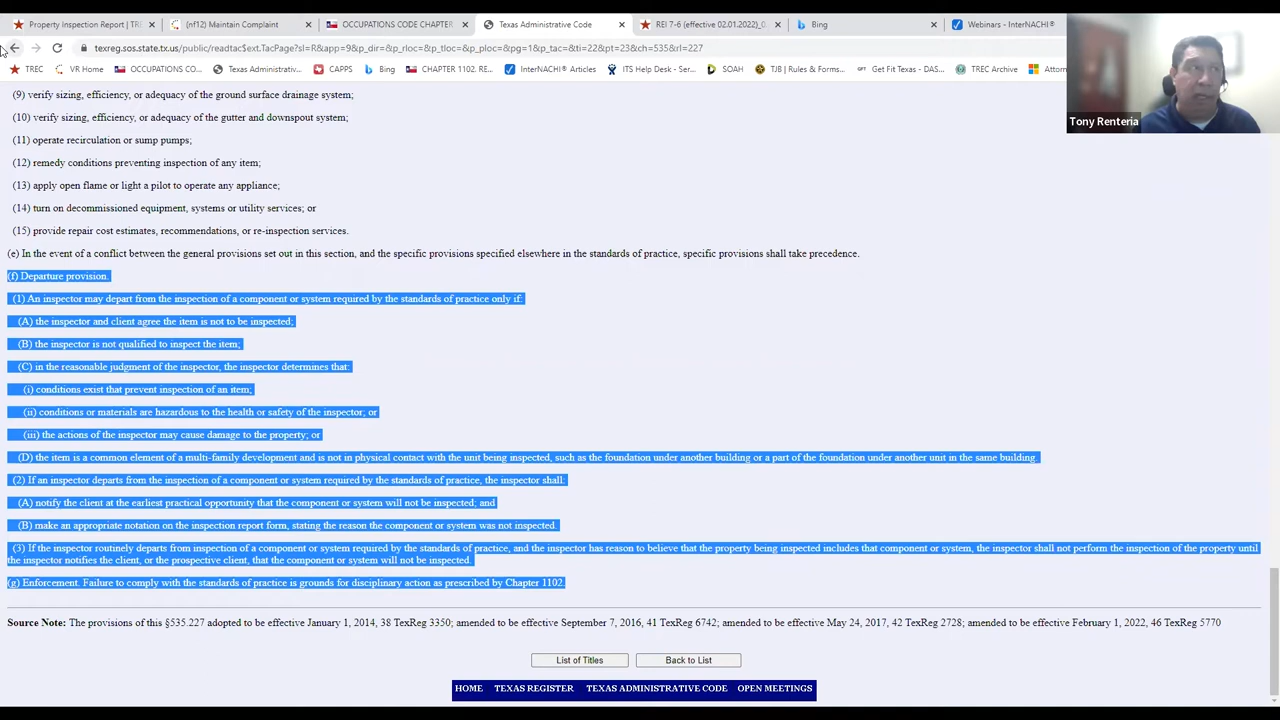 Property Inspection Report | TRE
(nf12) Maintain Complaint
OCCUPATIONS CODE CHAPTER
Texas Administrative Code
REI 7-6 (effective 02.01.2022)_0
Bing
Webinars - InterNACHI®
texreg.sos.state.tx.us/public/readtac$ext.TacPage?sl=R&app=9&p_dir=&p_rloc=&p_tloc=&p_ploc=&pg=1&p_tac=&ti=22&pt=23&ch=535&rl=227
TREC
VR Home
OCCUPATIONS CO...
Texas Administrativ...
CAPPS
Bing
CHAPTER 1102. RE...
InterNACHI® Articles
ITS Help Desk - Ser...
SOAH
TJB | Rules & Forms...
Get Fit Texas - DAS...
TREC Archive
Attorn
Tony Renteria
(9) verify sizing, efficiency, or adequacy of the ground surface drainage system;
(10) verify sizing, efficiency, or adequacy of the gutter and downspout system;
(11) operate recirculation or sump pumps;
(12) remedy conditions preventing inspection of any item;
(13) apply open flame or light a pilot to operate any appliance;
(14) turn on decommissioned equipment, systems or utility services; or
(15) provide repair cost estimates, recommendations, or re-inspection services.
(e) In the event of a conflict between the general provisions set out in this section, and the specific provisions specified elsewhere in the standards of practice, specific provisions shall take precedence.
(f) Departure provision.
(1) An inspector may depart from the inspection of a component or system required by the standards of practice only if:
(A) the inspector and client agree the item is not to be inspected;
(B) the inspector is not qualified to inspect the item;
(C) in the reasonable judgment of the inspector, the inspector determines that:
(i) conditions exist that prevent inspection of an item;
(ii) conditions or materials are hazardous to the health or safety of the inspector; or
(iii) the actions of the inspector may cause damage to the property; or
(D) the item is a common element of a multi-family development and is not in physical contact with the unit being inspected, such as the foundation under another building or a part of the foundation under another unit in the same building.
(2) If an inspector departs from the inspection of a component or system required by the standards of practice, the inspector shall:
(A) notify the client at the earliest practical opportunity that the component or system will not be inspected; and
(B) make an appropriate notation on the inspection report form, stating the reason the component or system was not inspected.
(3) If the inspector routinely departs from inspection of a component or system required by the standards of practice, and the inspector has reason to believe that the property being inspected includes that component or system, the inspector shall not perform the inspection of the property until
the inspector notifies the client, or the prospective client, that the component or system will not be inspected.
(g) Enforcement. Failure to comply with the standards of practice is grounds for disciplinary action as prescribed by Chapter 1102.
Source Note: The provisions of this §535.227 adopted to be effective January 1, 2014, 38 TexReg 3350; amended to be effective September 7, 2016, 41 TexReg 6742; amended to be effective May 24, 2017, 42 TexReg 2728; amended to be effective February 1, 2022, 46 TexReg 5770
List of Titles
Back to List
HOME
TEXAS REGISTER
TEXAS ADMINISTRATIVE CODE
OPEN MEETINGS